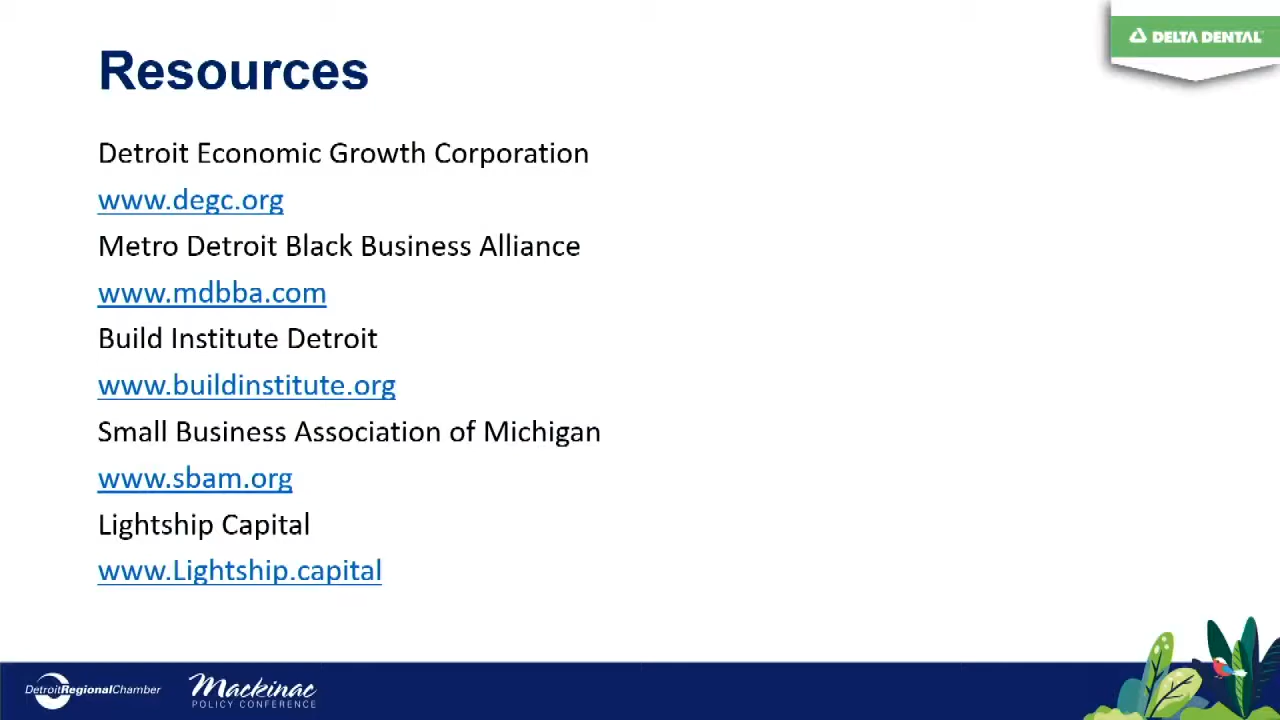 DELTA DENTAL
Resources
Detroit Economic Growth Corporation
www.degc.org
Metro Detroit Black Business Alliance
www.mdbba.com
Build Institute Detroit
www.buildinstitute.org
Small Business Association of Michigan
www.sbam.org
Lightship Capital
www.Lightship.capital
DetroitRegionalChamber
Mackinac
POLICY CONFERENCE